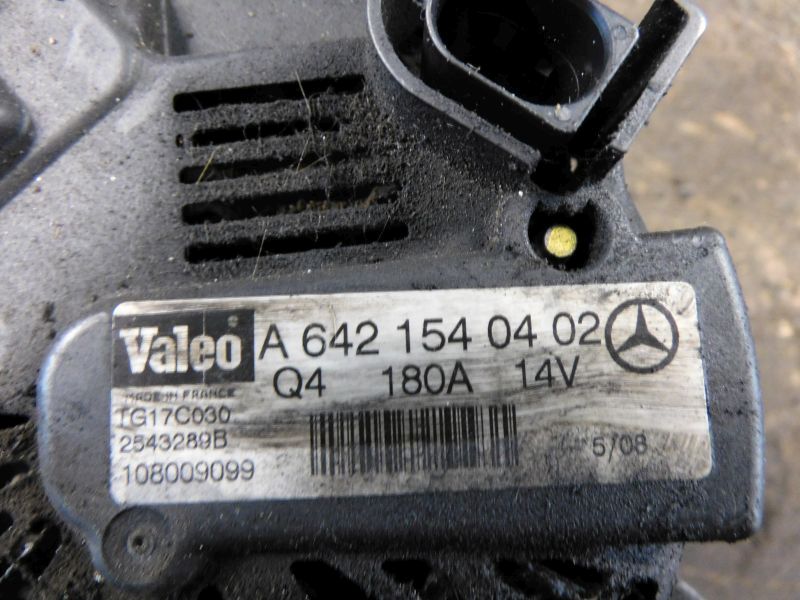 Valeo A 642 154 04 02
Q4 180A 14V
MADE IN FRANCE
TG17C030
2543289B
108009099
5/08